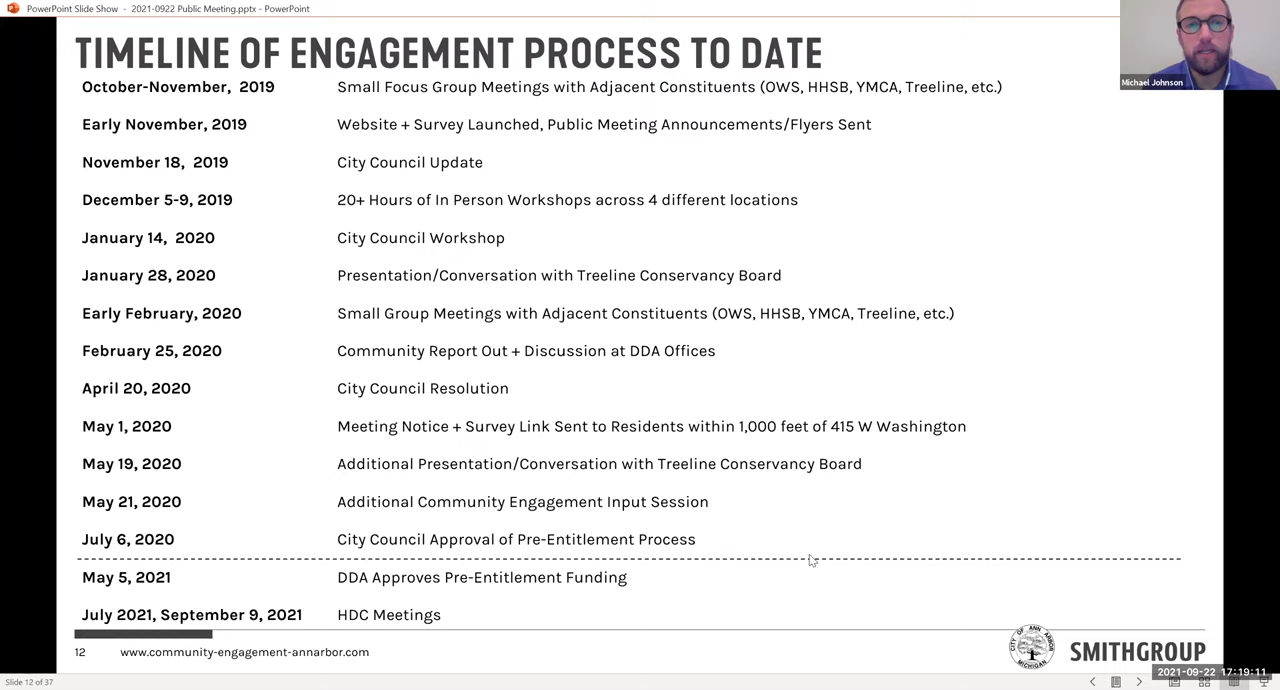 PowerPoint Slide Show - 2021-0922 Public Meeting.pptx - PowerPoint
Michael Johnson
TIMELINE OF ENGAGEMENT PROCESS TO DATE
October-November, 2019 Small Focus Group Meetings with Adjacent Constituents (OWS, HHSB, YMCA, Treeline, etc.)
Early November, 2019 Website + Survey Launched, Public Meeting Announcements/Flyers Sent
November 18, 2019 City Council Update
December 5-9, 2019 20+ Hours of In Person Workshops across 4 different locations
January 14, 2020 City Council Workshop
January 28, 2020 Presentation/Conversation with Treeline Conservancy Board
Early February, 2020 Small Group Meetings with Adjacent Constituents (OWS, HHSB, YMCA, Treeline, etc.)
February 25, 2020 Community Report Out + Discussion at DDA Offices
April 20, 2020 City Council Resolution
May 1, 2020 Meeting Notice + Survey Link Sent to Residents within 1,000 feet of 415 W Washington
May 19, 2020 Additional Presentation/Conversation with Treeline Conservancy Board
May 21, 2020 Additional Community Engagement Input Session
July 6, 2020 City Council Approval of Pre-Entitlement Process
May 5, 2021 DDA Approves Pre-Entitlement Funding
July 2021, September 9, 2021 HDC Meetings
12 www.community-engagement-annarbor.com
CITY OF ANN ARBOR
MICHIGAN
SMITHGROUP
2021-09-22 17:19:11
Slide 12 of 37